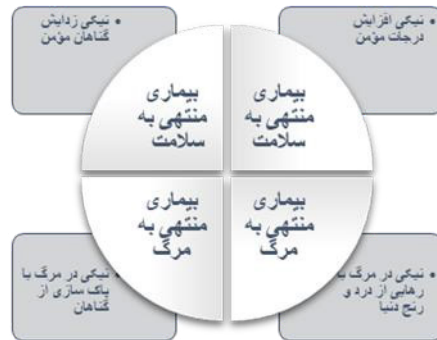 • نیکی افزایش
درجات مؤمن
• نیکی زدایش
گناهان مؤمن
بیماری
منتهی به
سلامت
بیماری
منتهی به
سلامت
بیماری
منتهی به
مرگ
بیماری
منتهی به
مرگ
• نیکی در مرگ با
رهایی از درد و
رنج دنیا
• نیکی در مرگ با
پاک سازی از
گناهان